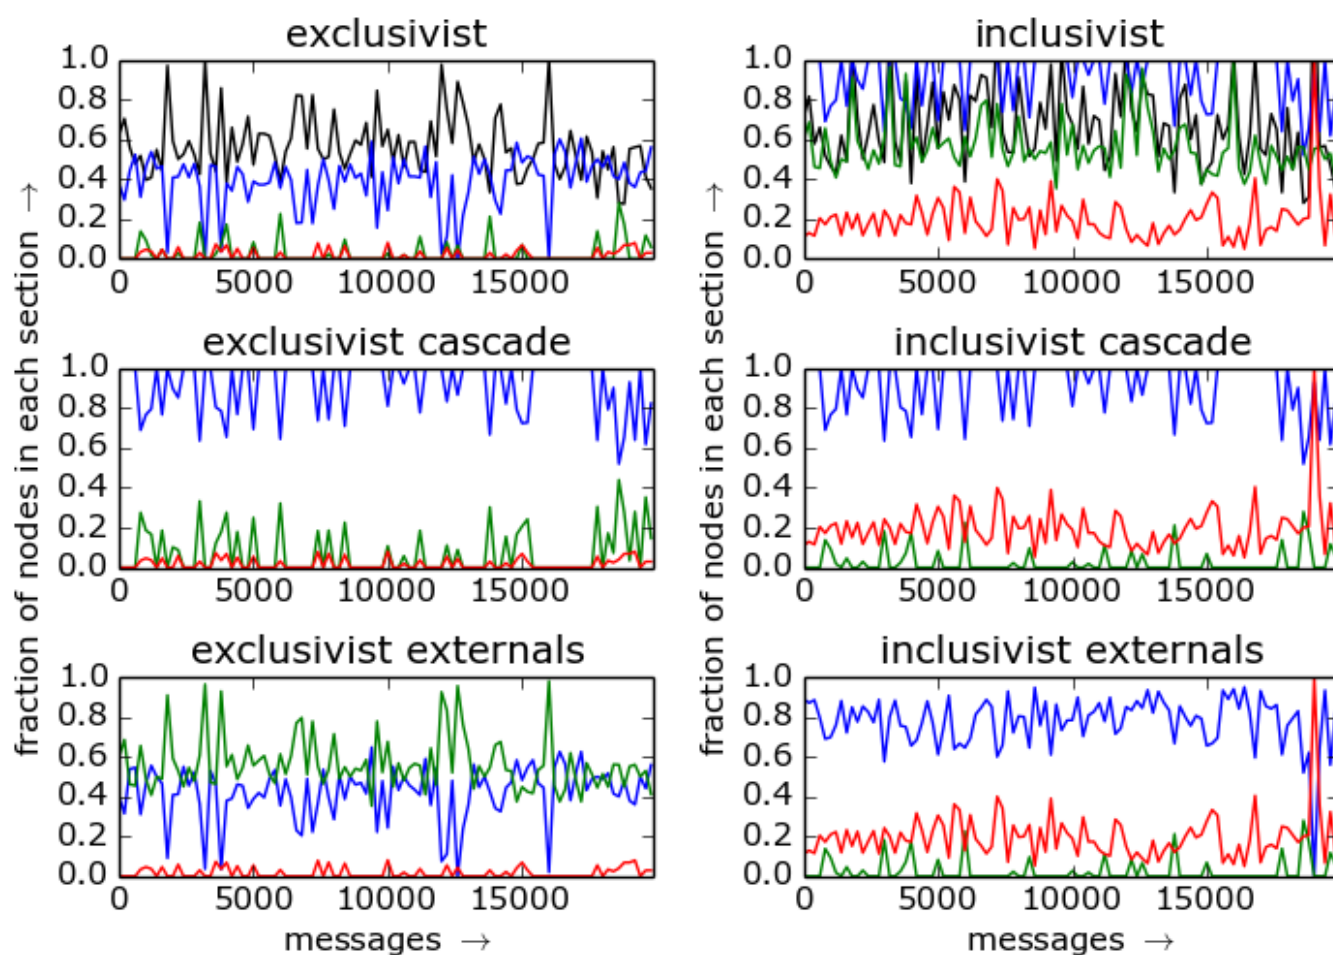 exclusivist
1.0
0.8
0.6
0.4
0.2
0.0
0 5000 10000 15000
inclusivist
1.0
0.8
0.6
0.4
0.2
0.0
0 5000 10000 15000
exclusivist cascade
1.0
0.8
0.6
0.4
0.2
0.0
0 5000 10000 15000
inclusivist cascade
1.0
0.8
0.6
0.4
0.2
0.0
0 5000 10000 15000
exclusivist externals
1.0
0.8
0.6
0.4
0.2
0.0
0 5000 10000 15000
inclusivist externals
1.0
0.8
0.6
0.4
0.2
0.0
0 5000 10000 15000
fraction of nodes in each section →
fraction of nodes in each section →
messages →
messages →